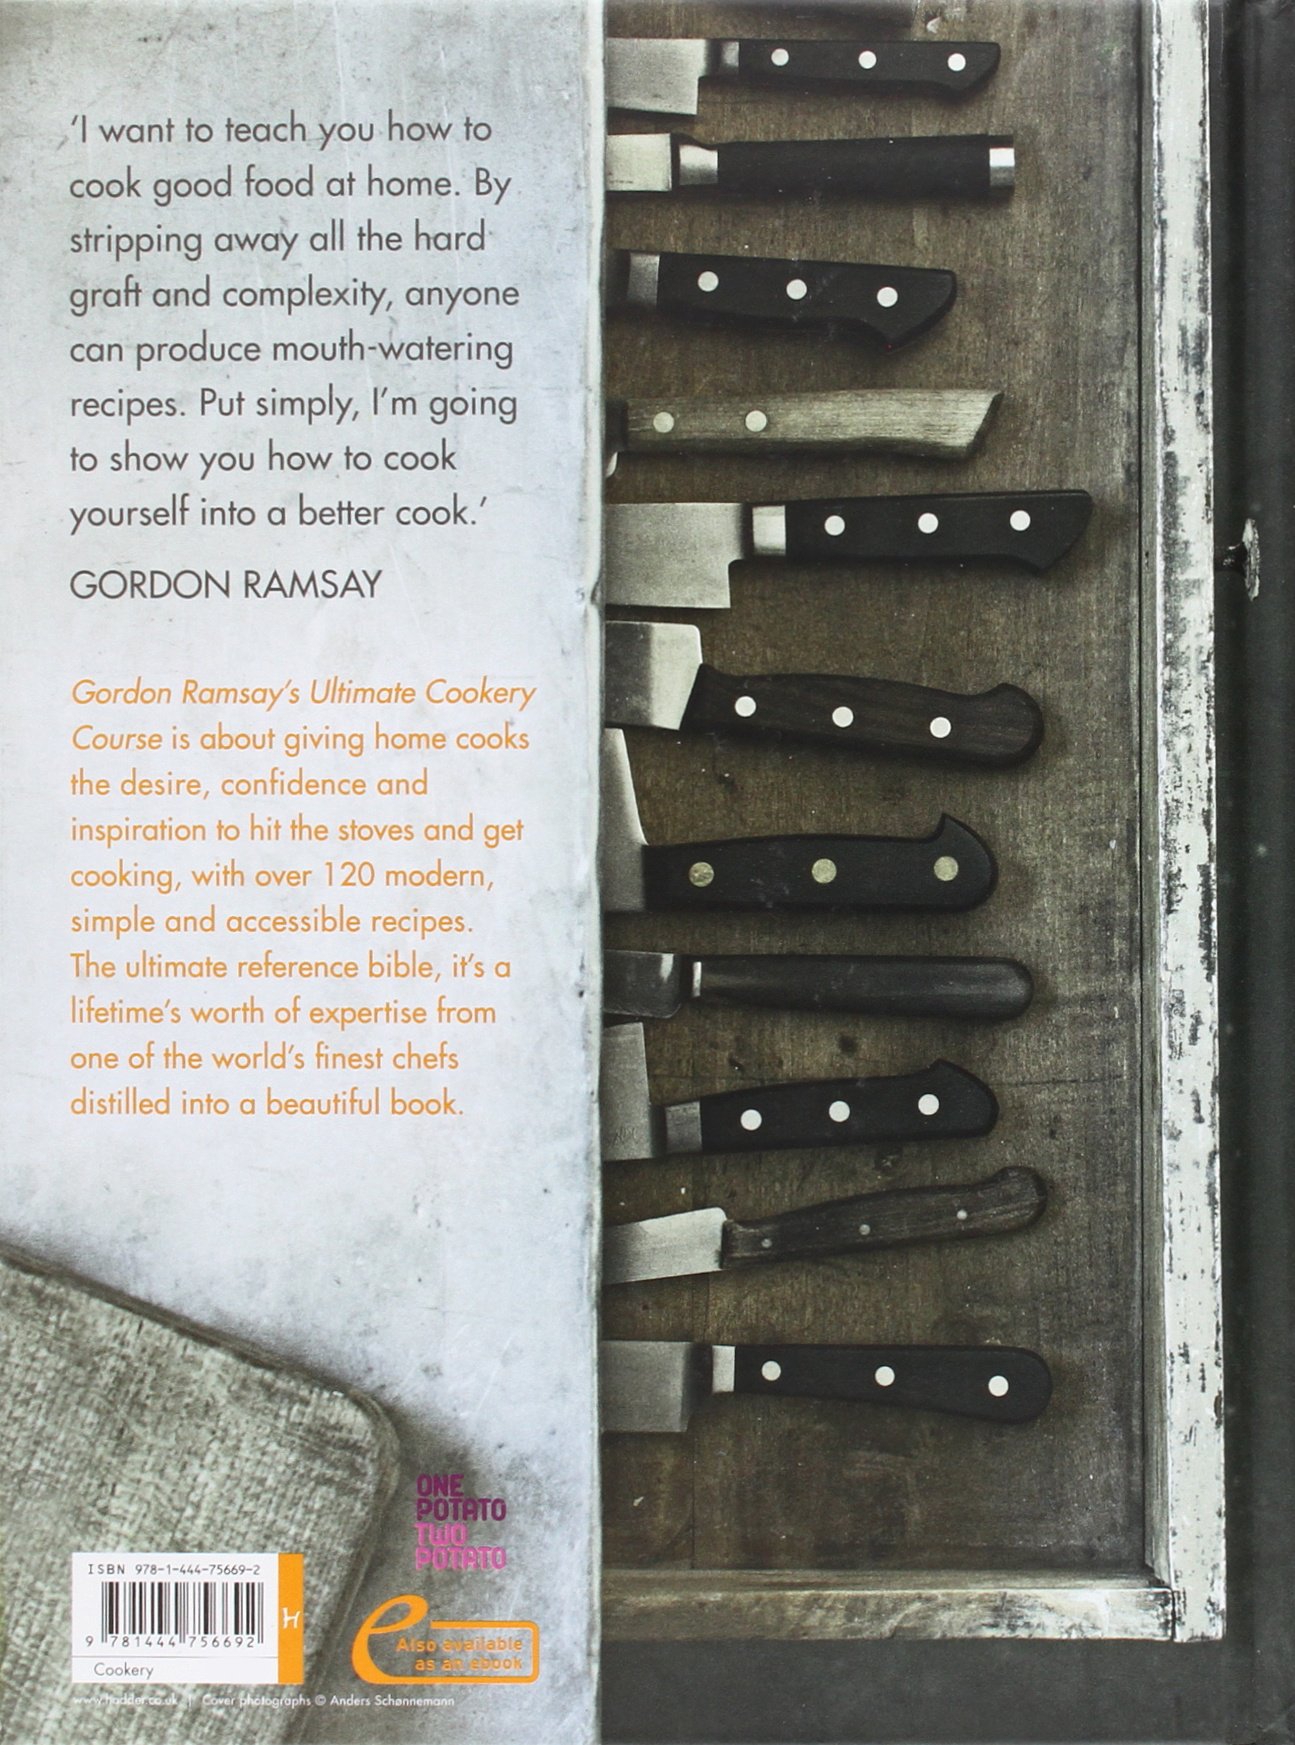 ‘I want to teach you how to
cook good food at home. By
stripping away all the hard
graft and complexity, anyone
can produce mouth-watering
recipes. Put simply, I’m going
to show you how to cook
yourself into a better cook.’
GORDON RAMSAY
Gordon Ramsay’s Ultimate Cookery
Course is about giving home cooks
the desire, confidence and
inspiration to hit the stoves and get
cooking, with over 120 modern,
simple and accessible recipes.
The ultimate reference bible, it’s a
lifetime’s worth of expertise from
one of the world’s finest chefs
distilled into a beautiful book.
ONE
POTATO
TWO
POTATO
ISBN 978-1-444-75669-2
9 781444 756692
H
Cookery
e Also available
as an ebook
www.hodder.co.uk | Cover photographs © Anders Schønnemann